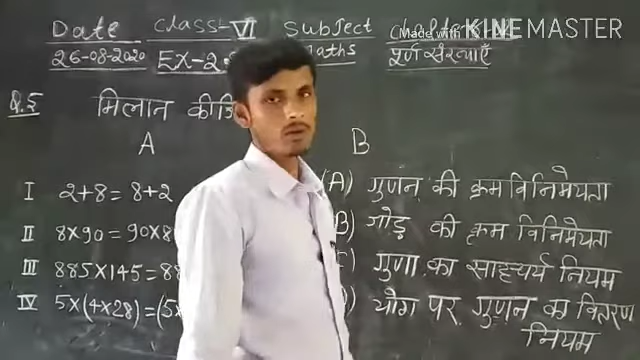 Date Class-VI Subject
Made with KINEMASTER
26-08-2020 EX-2. Maths पूर्ण संख्याएँ
Q.5 मिलान
A B
I 2+8=8+2 (A) गुणन की क्रम विनिमेयता
II 8x90=90x8 B) जोड़ की क्रम विनिमेयता
III 885x145=88 गुणा का साहचर्य नियम
IV 5x(4x28)=(5x योग पर गुणन का वितरण
नियम